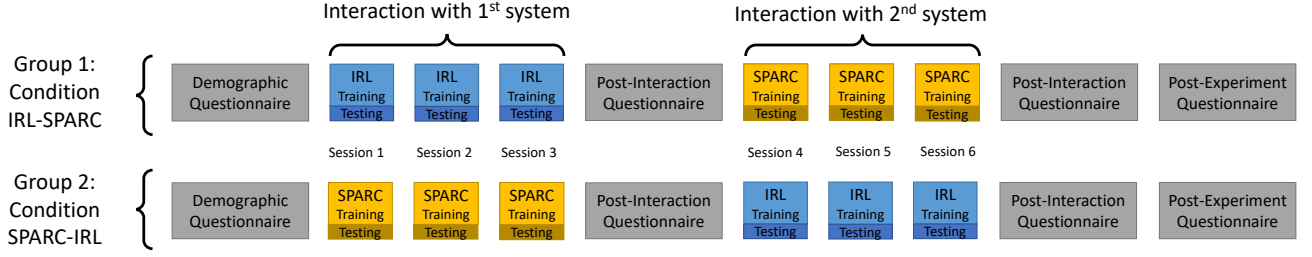 Interaction with 1st system
Interaction with 2nd system
Group 1:
Condition
IRL-SPARC
Demographic
Questionnaire
IRL
Training
Testing
IRL
Training
Testing
IRL
Training
Testing
Post-Interaction
Questionnaire
SPARC
Training
Testing
SPARC
Training
Testing
SPARC
Training
Testing
Post-Interaction
Questionnaire
Post-Experiment
Questionnaire
Session 1
Session 2
Session 3
Session 4
Session 5
Session 6
Group 2:
Condition
SPARC-IRL
Demographic
Questionnaire
SPARC
Training
Testing
SPARC
Training
Testing
SPARC
Training
Testing
Post-Interaction
Questionnaire
IRL
Training
Testing
IRL
Training
Testing
IRL
Training
Testing
Post-Interaction
Questionnaire
Post-Experiment
Questionnaire